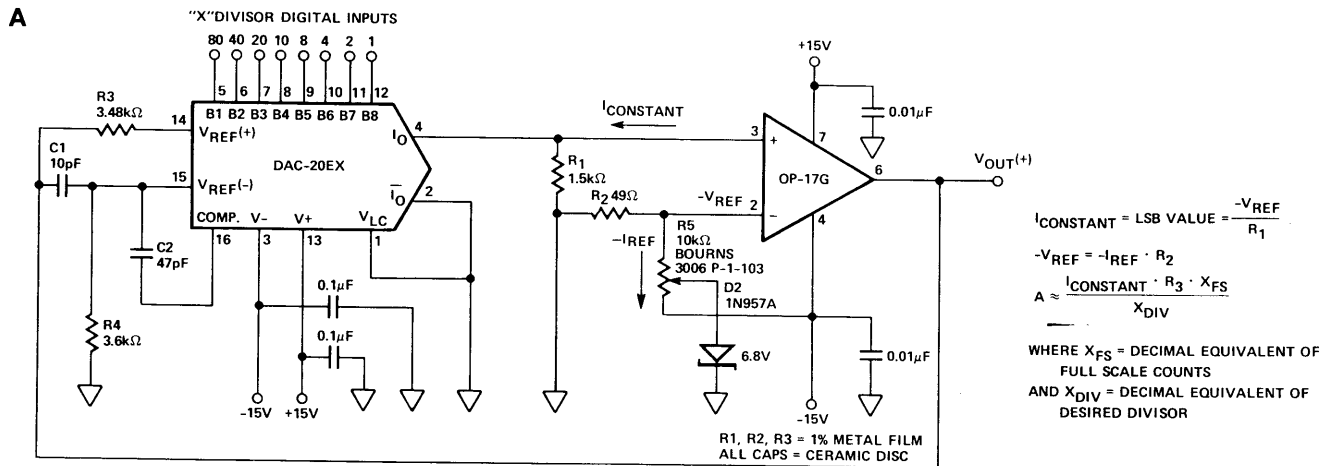 A
"X" DIVISOR DIGITAL INPUTS
80 40 20 10 8 4 2 1
5 6 7 8 9 10 11 12
B1 B2 B3 B4 B5 B6 B7 B8
R3
3.48kΩ
14
VREF(+)
C1
10pF
15
VREF(-)
DAC-20EX
IO
4
IO
2
COMP. V- V+ VLC
16 3 13 1
C2
47pF
R4
3.6kΩ
0.1μF
0.1μF
-15V +15V
ICONSTANT
R1
1.5kΩ
R2 49Ω
-VREF
-IREF
R5
10kΩ
BOURNS
3006 P-1-103
D2
1N957A
6.8V
+15V
0.01μF
3
+
7
OP-17G
6
2
−
4
VOUT(+)
0.01μF
-15V
R1, R2, R3 = 1% METAL FILM
ALL CAPS = CERAMIC DISC
ICONSTANT = LSB VALUE = -VREF / R1
-VREF = -IREF · R2
A ≈ ICONSTANT · R3 · XFS / XDIV
WHERE XFS = DECIMAL EQUIVALENT OF
FULL SCALE COUNTS
AND XDIV = DECIMAL EQUIVALENT OF
DESIRED DIVISOR